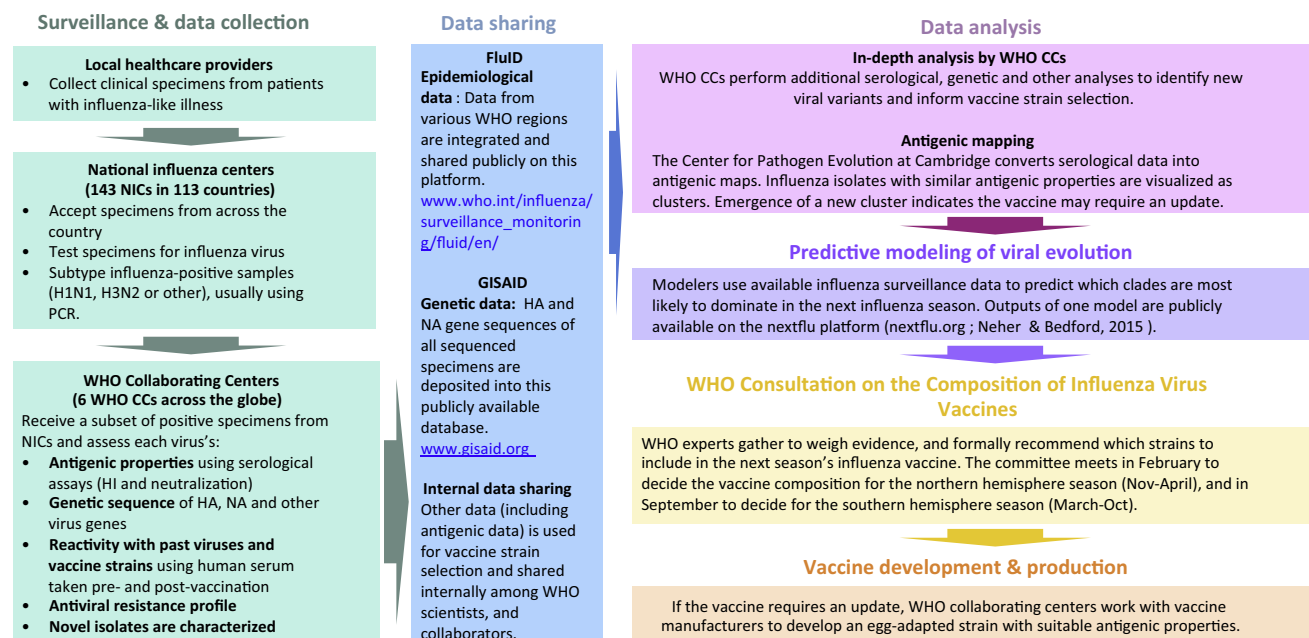 Surveillance & data collection
Local healthcare providers
• Collect clinical specimens from patients
with influenza-like illness
National influenza centers
(143 NICs in 113 countries)
• Accept specimens from across the
country
• Test specimens for influenza virus
• Subtype influenza-positive samples
(H1N1, H3N2 or other), usually using
PCR.
WHO Collaborating Centers
(6 WHO CCs across the globe)
Receive a subset of positive specimens from
NICs and assess each virus's:
• Antigenic properties using serological
assays (HI and neutralization)
• Genetic sequence of HA, NA and other
virus genes
• Reactivity with past viruses and
vaccine strains using human serum
taken pre- and post-vaccination
• Antiviral resistance profile
• Novel isolates are characterized
Data sharing
FluID
Epidemiological
data : Data from
various WHO regions
are integrated and
shared publicly on this
platform.
www.who.int/influenza/
surveillance_monitorin
g/fluid/en/
GISAID
Genetic data: HA and
NA gene sequences of
all sequenced
specimens are
deposited into this
publicly available
database.
www.gisaid.org
Internal data sharing
Other data (including
antigenic data) is used
for vaccine strain
selection and shared
internally among WHO
scientists, and
collaborators.
Data analysis
In-depth analysis by WHO CCs
WHO CCs perform additional serological, genetic and other analyses to identify new
viral variants and inform vaccine strain selection.
Antigenic mapping
The Center for Pathogen Evolution at Cambridge converts serological data into
antigenic maps. Influenza isolates with similar antigenic properties are visualized as
clusters. Emergence of a new cluster indicates the vaccine may require an update.
Predictive modeling of viral evolution
Modelers use available influenza surveillance data to predict which clades are most
likely to dominate in the next influenza season. Outputs of one model are publicly
available on the nextflu platform (nextflu.org ; Neher & Bedford, 2015 ).
WHO Consultation on the Composition of Influenza Virus
Vaccines
WHO experts gather to weigh evidence, and formally recommend which strains to
include in the next season's influenza vaccine. The committee meets in February to
decide the vaccine composition for the northern hemisphere season (Nov-April), and in
September to decide for the southern hemisphere season (March-Oct).
Vaccine development & production
If the vaccine requires an update, WHO collaborating centers work with vaccine
manufacturers to develop an egg-adapted strain with suitable antigenic properties.